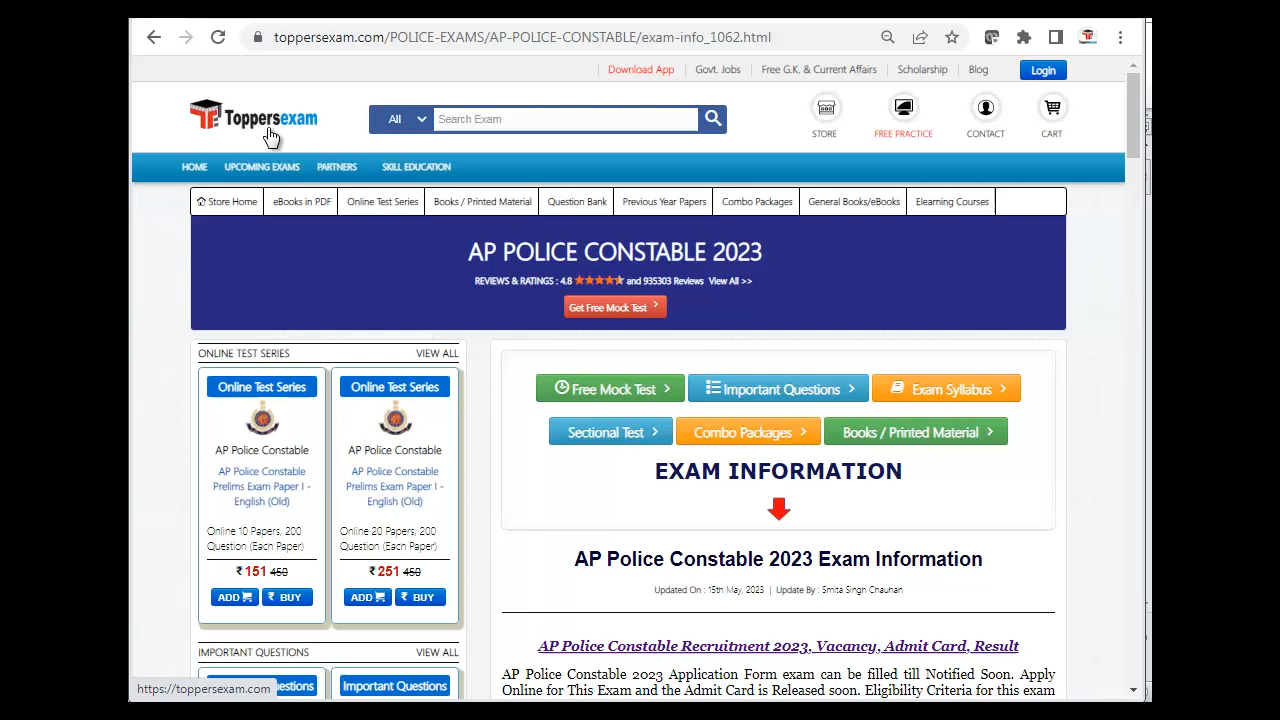 toppersexam.com/POLICE-EXAMS/AP-POLICE-CONSTABLE/exam-info_1062.html
Download App
Govt. Jobs
Free G.K. & Current Affairs
Scholarship
Blog
Login
Toppersexam
All
Search Exam
STORE
FREE PRACTICE
CONTACT
CART
HOME
UPCOMING EXAMS
PARTNERS
SKILL EDUCATION
Store Home
eBooks in PDF
Online Test Series
Books / Printed Material
Question Bank
Previous Year Papers
Combo Packages
General Books/eBooks
Elearning Courses
AP POLICE CONSTABLE 2023
REVIEWS & RATINGS : 4.8 ★★★★★ and 935303 Reviews View All >>
Get Free Mock Test >
ONLINE TEST SERIES
VIEW ALL
Online Test Series
AP Police Constable
AP Police Constable
Prelims Exam Paper I -
English (Old)
Online 10 Papers, 200
Question (Each Paper)
₹ 151 450
ADD
₹ BUY
Online Test Series
AP Police Constable
AP Police Constable
Prelims Exam Paper I -
English (Old)
Online 20 Papers, 200
Question (Each Paper)
₹ 251 450
ADD
₹ BUY
IMPORTANT QUESTIONS
VIEW ALL
Important Questions
https://toppersexam.com
Free Mock Test >
Important Questions >
Exam Syllabus >
Sectional Test >
Combo Packages >
Books / Printed Material >
EXAM INFORMATION
AP Police Constable 2023 Exam Information
Updated On : 15th May, 2023 | Update By : Smita Singh Chauhan
AP Police Constable Recruitment 2023, Vacancy, Admit Card, Result
AP Police Constable 2023 Application Form exam can be filled till Notified Soon. Apply
Online for This Exam and the Admit Card is Released soon. Eligibility Criteria for this exam